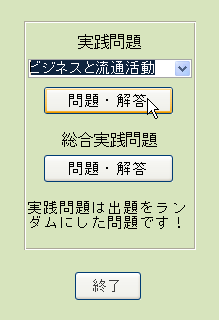 実践問題
ビジネスと流通活動
問題・解答
総合実践問題
問題・解答
実践問題は出題をラン
ダムにした問題です！
終了